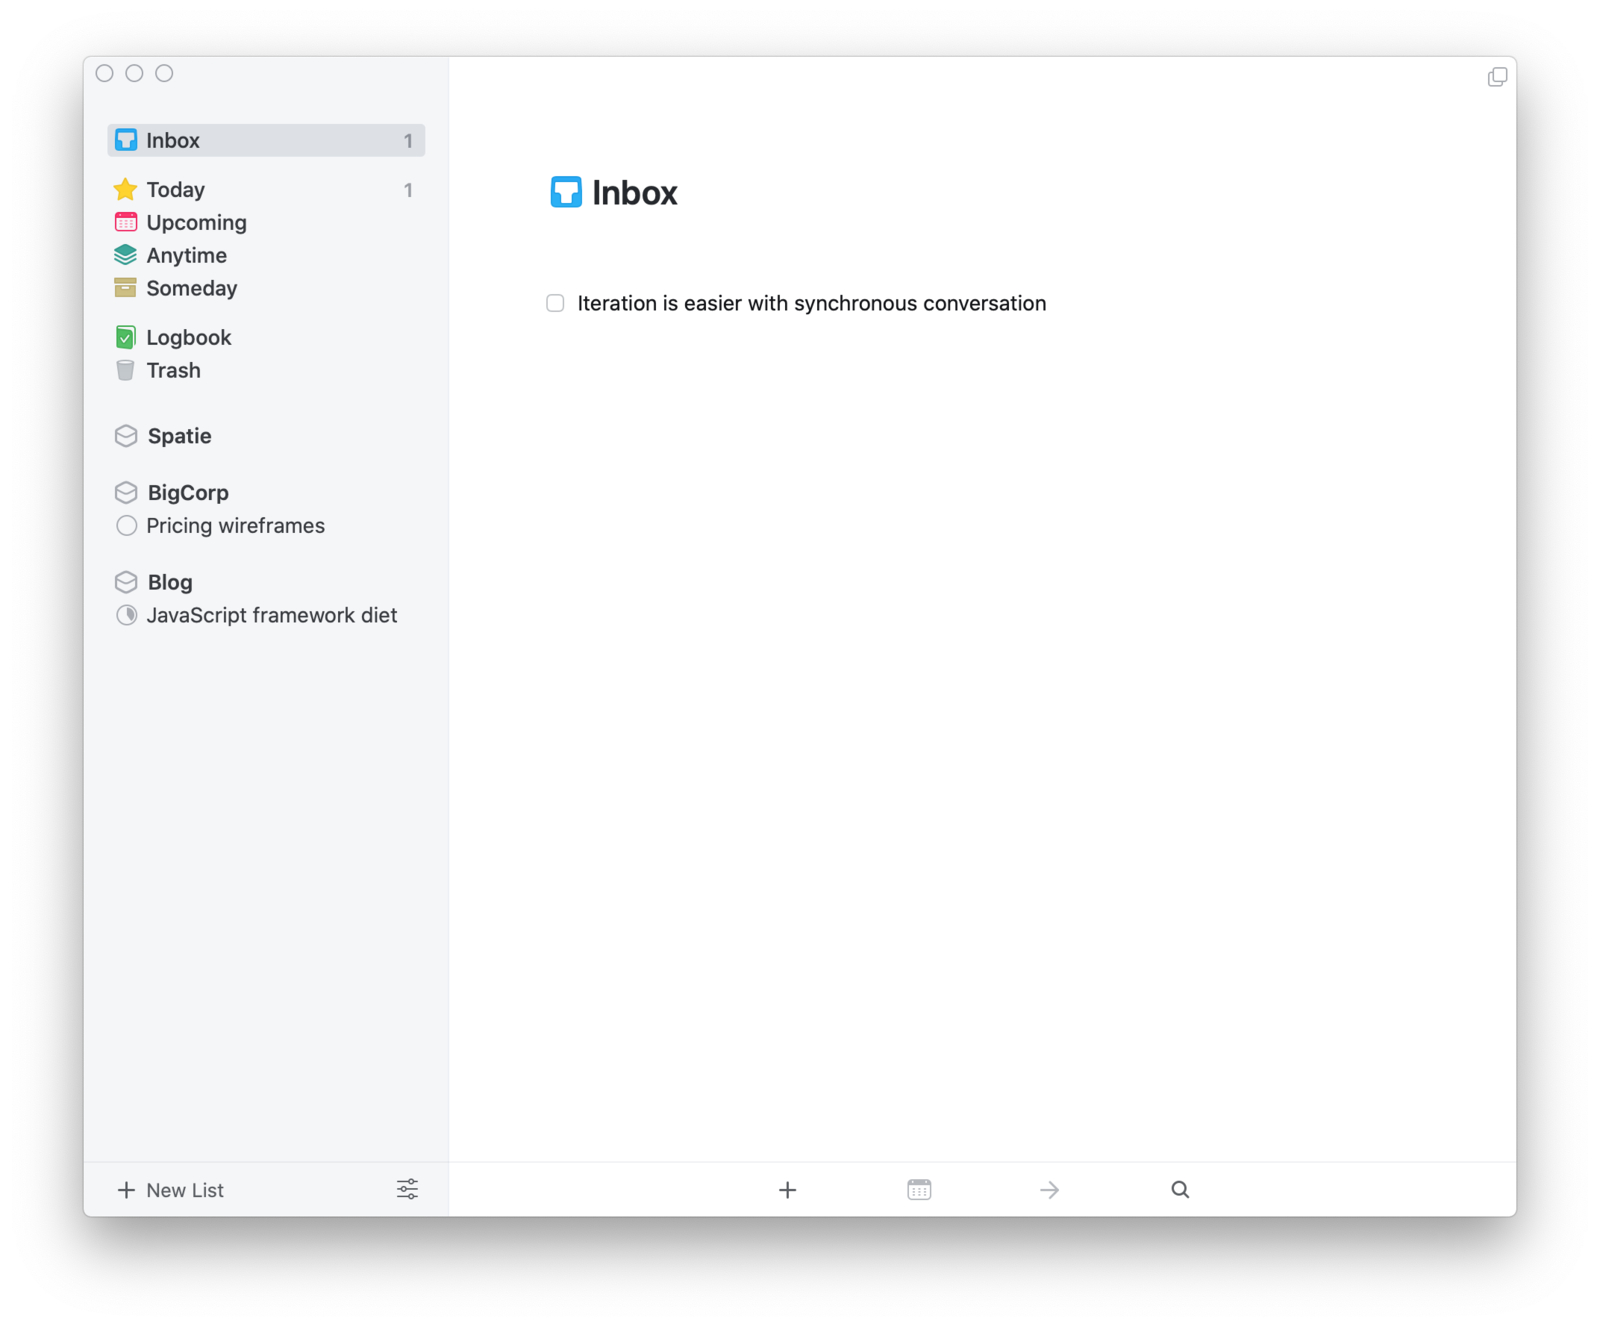 Inbox 1
Today 1
Upcoming
Anytime
Someday
Logbook
Trash
Spatie
BigCorp
Pricing wireframes
Blog
JavaScript framework diet
New List
Inbox
Iteration is easier with synchronous conversation